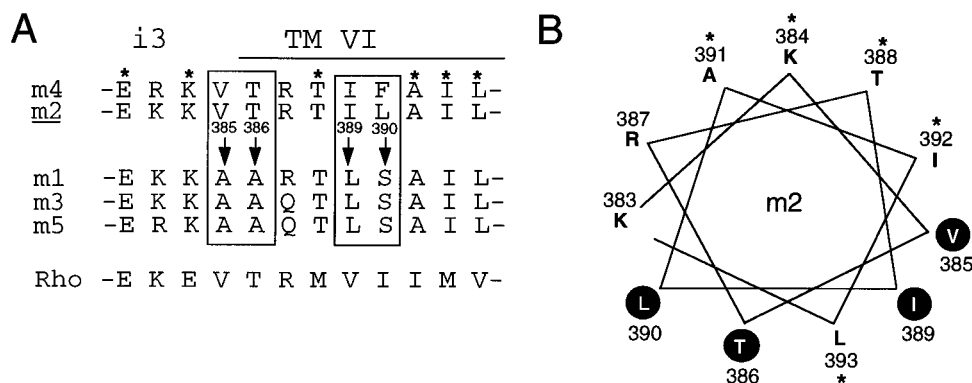 A
i3 TM VI
* * * * * *
m4 -E R K V T R T I F A I L-
m2 -E K K V T R T I L A I L-
385 386 389 390
m1 -E K K A A R T L S A I L-
m3 -E K K A A Q T L S A I L-
m5 -E R K A A Q T L S A I L-
Rho -E K E V T R M V I I M V-
B
*
384
K
*
391
A
*
388
T
387
R
*
392
I
383
K
m2
V
385
L
390
I
389
T
386
L
393
*